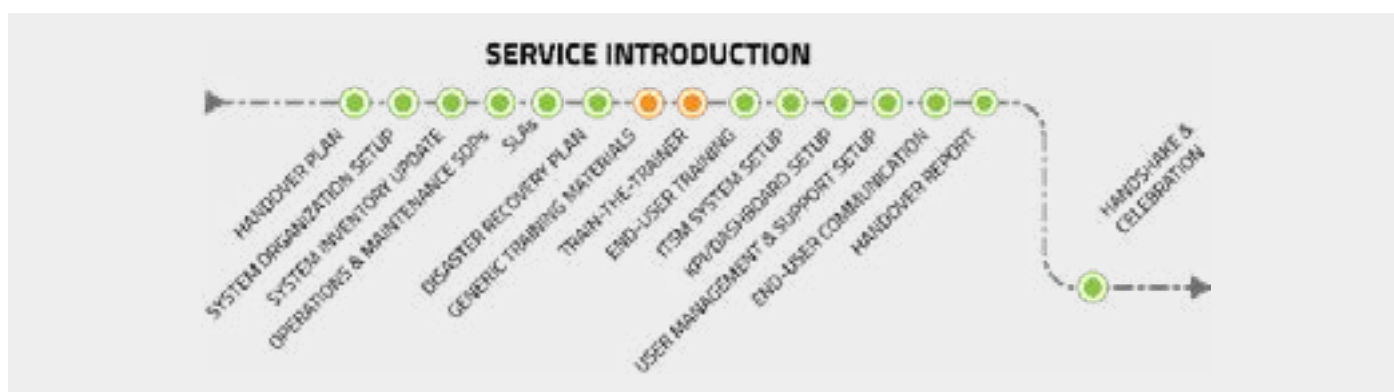 SERVICE INTRODUCTION
HANDOVER PLAN
SYSTEM ORGANIZATION SETUP
SYSTEM INVENTORY UPDATE
OPERATIONS & MAINTENANCE SOPs
SLAs
DISASTER RECOVERY PLAN
GENERIC TRAINING MATERIALS
TRAIN-THE-TRAINER
END-USER TRAINING
ITSM SYSTEM SETUP
KPI/DASHBOARD SETUP
USER MANAGEMENT & SUPPORT SETUP
END-USER COMMUNICATION
HANDOVER REPORT
HANDSHAKE &
CELEBRATION